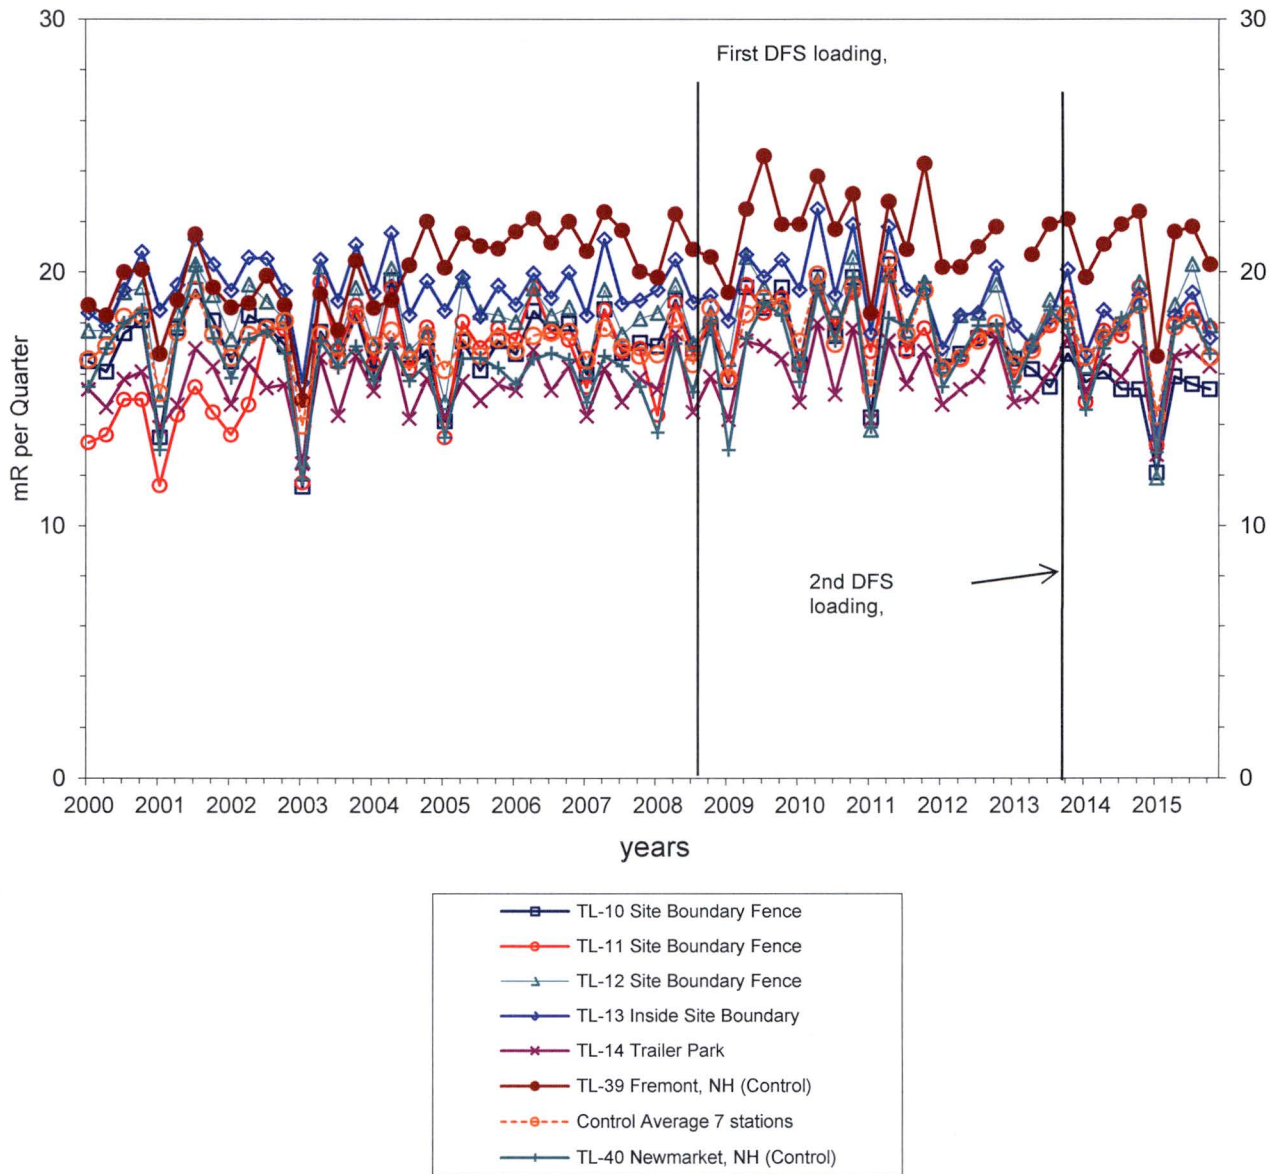 30
30
First DFS loading,
20
20
mR per Quarter
10
10
2nd DFS
loading,
0
0
2000 2001 2002 2003 2004 2005 2006 2007 2008 2009 2010 2011 2012 2013 2014 2015
years
TL-10 Site Boundary Fence
TL-11 Site Boundary Fence
TL-12 Site Boundary Fence
TL-13 Inside Site Boundary
TL-14 Trailer Park
TL-39 Fremont, NH (Control)
Control Average 7 stations
TL-40 Newmarket, NH (Control)